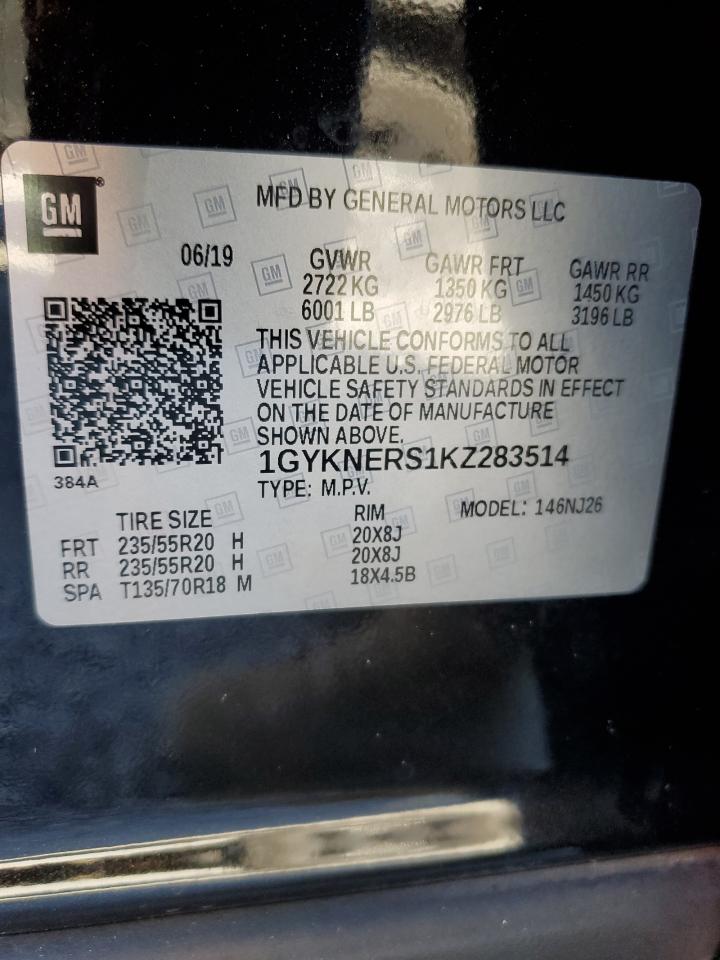 GM®
MFD BY GENERAL MOTORS LLC
06/19 GVWR GAWR FRT GAWR RR
2722 KG 1350 KG 1450 KG
6001 LB 2976 LB 3196 LB
THIS VEHICLE CONFORMS TO ALL
APPLICABLE U.S. FEDERAL MOTOR
VEHICLE SAFETY STANDARDS IN EFFECT
ON THE DATE OF MANUFACTURE
SHOWN ABOVE.
1GYKNERS1KZ283514
384A
TYPE: M.P.V.
MODEL: 146NJ26
TIRE SIZE RIM
FRT 235/55R20 H 20X8J
RR 235/55R20 H 20X8J
SPA T135/70R18 M 18X4.5B